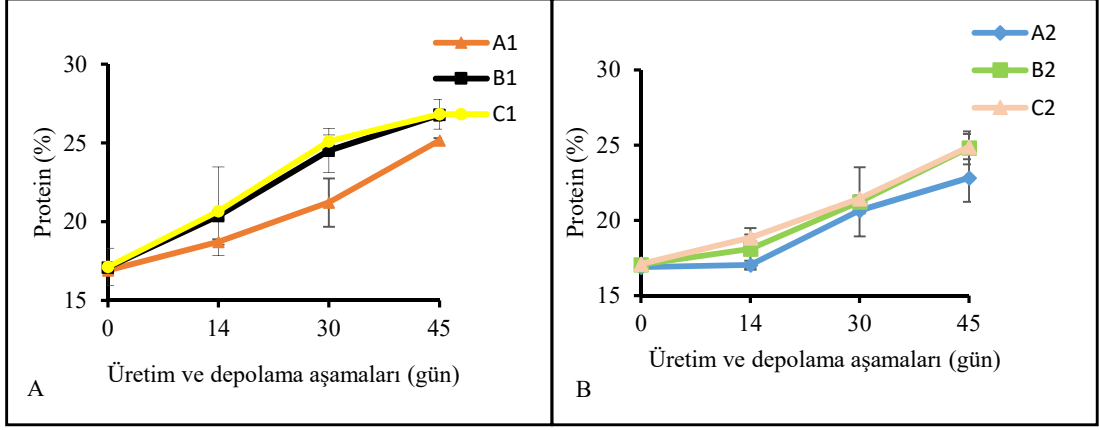 A1
B1
C1
30
25
20
15
Protein (%)
0 14 30 45
Üretim ve depolama aşamaları (gün)
A
A2
B2
C2
30
25
20
15
Protein (%)
0 14 30 45
Üretim ve depolama aşamaları (gün)
B